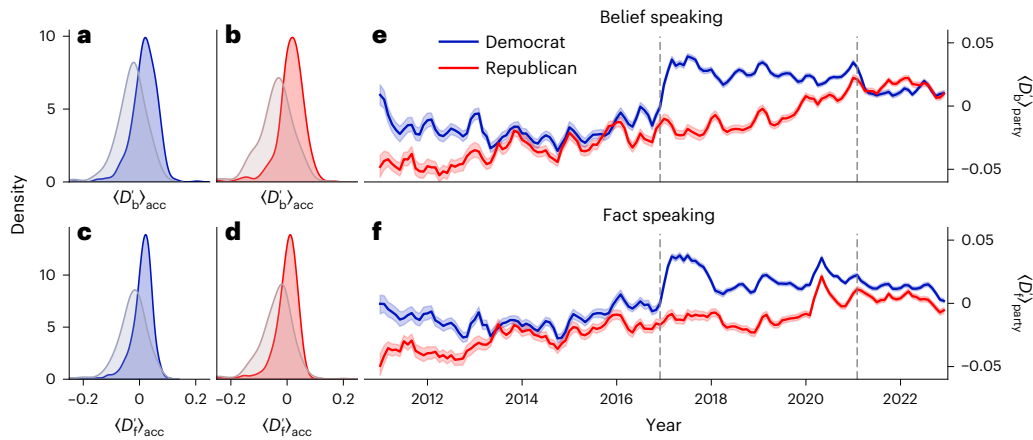 Belief speaking
a
b
e
Democrat
Republican
10
5
0
0.05
0
−0.05
⟨D′b⟩party
⟨D′b⟩acc
⟨D′b⟩acc
Density
Fact speaking
c
d
f
10
5
0
0.05
0
−0.05
⟨D′f⟩party
−0.2 0 0.2
−0.2 0 0.2
2012 2014 2016 2018 2020 2022
⟨D′f⟩acc
⟨D′f⟩acc
Year